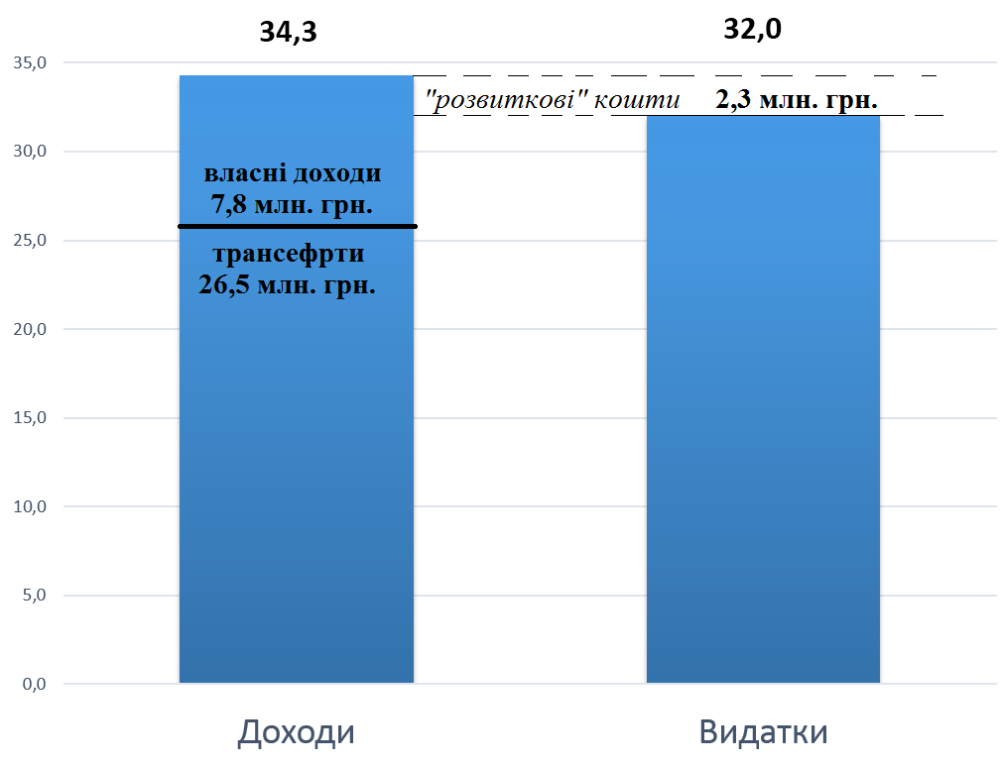 34,3
32,0
35,0
"розвиткові" кошти 2,3 млн. грн.
30,0
власні доходи
7,8 млн. грн.
25,0
трансефрти
26,5 млн. грн.
20,0
15,0
10,0
5,0
0,0
Доходи
Видатки